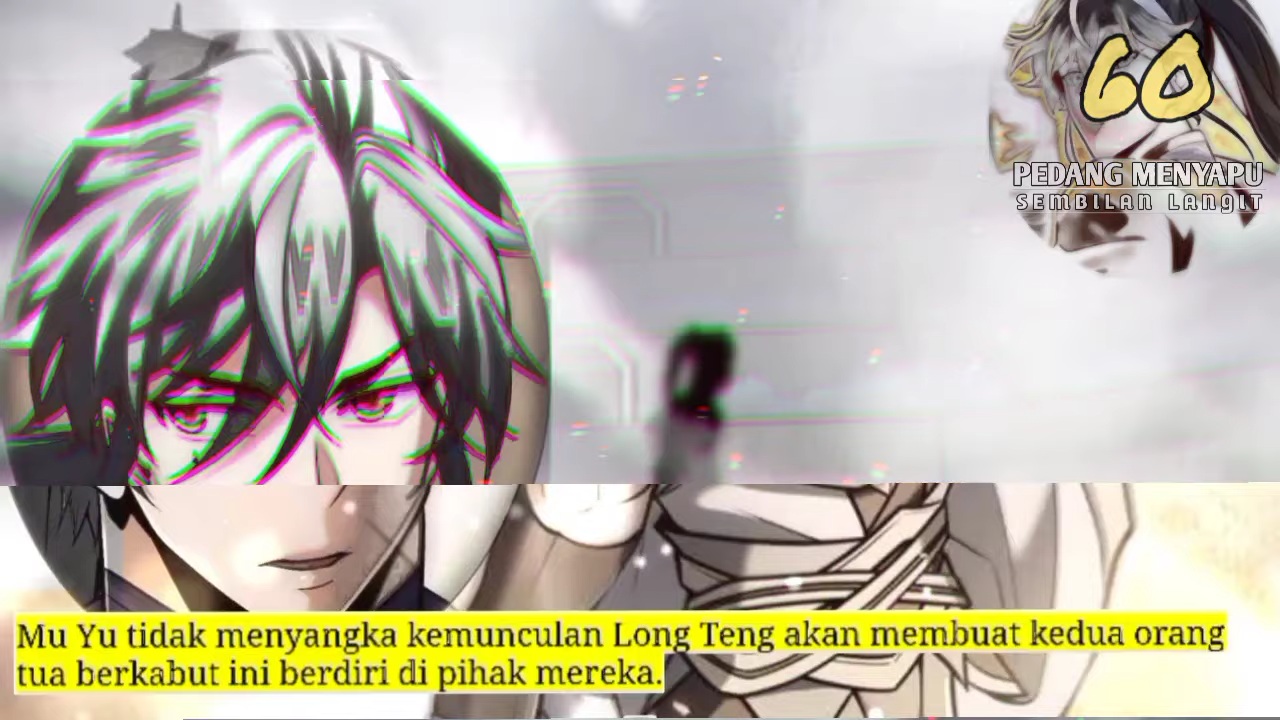 60
PEDANG MENYAPU
SEMBILAN LANGIT
Mu Yu tidak menyangka kemunculan Long Teng akan membuat kedua orang
tua berkabut ini berdiri di pihak mereka.